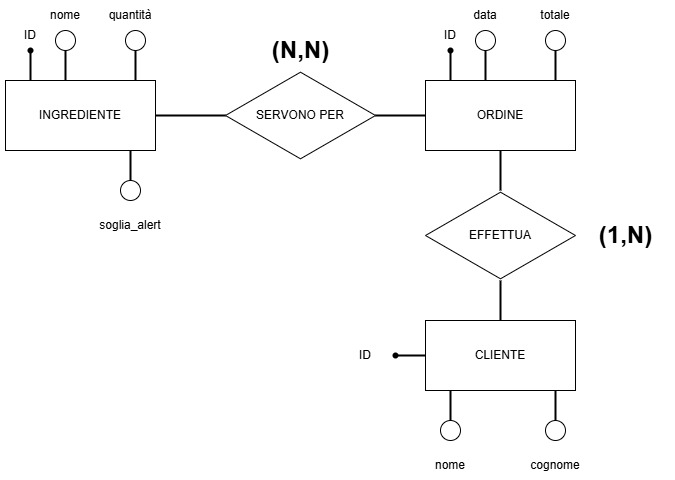 nome
quantità
ID
(N,N)
INGREDIENTE
SERVONO PER
soglia_alert
data
totale
ID
ORDINE
EFFETTUA
(1,N)
ID
CLIENTE
nome
cognome